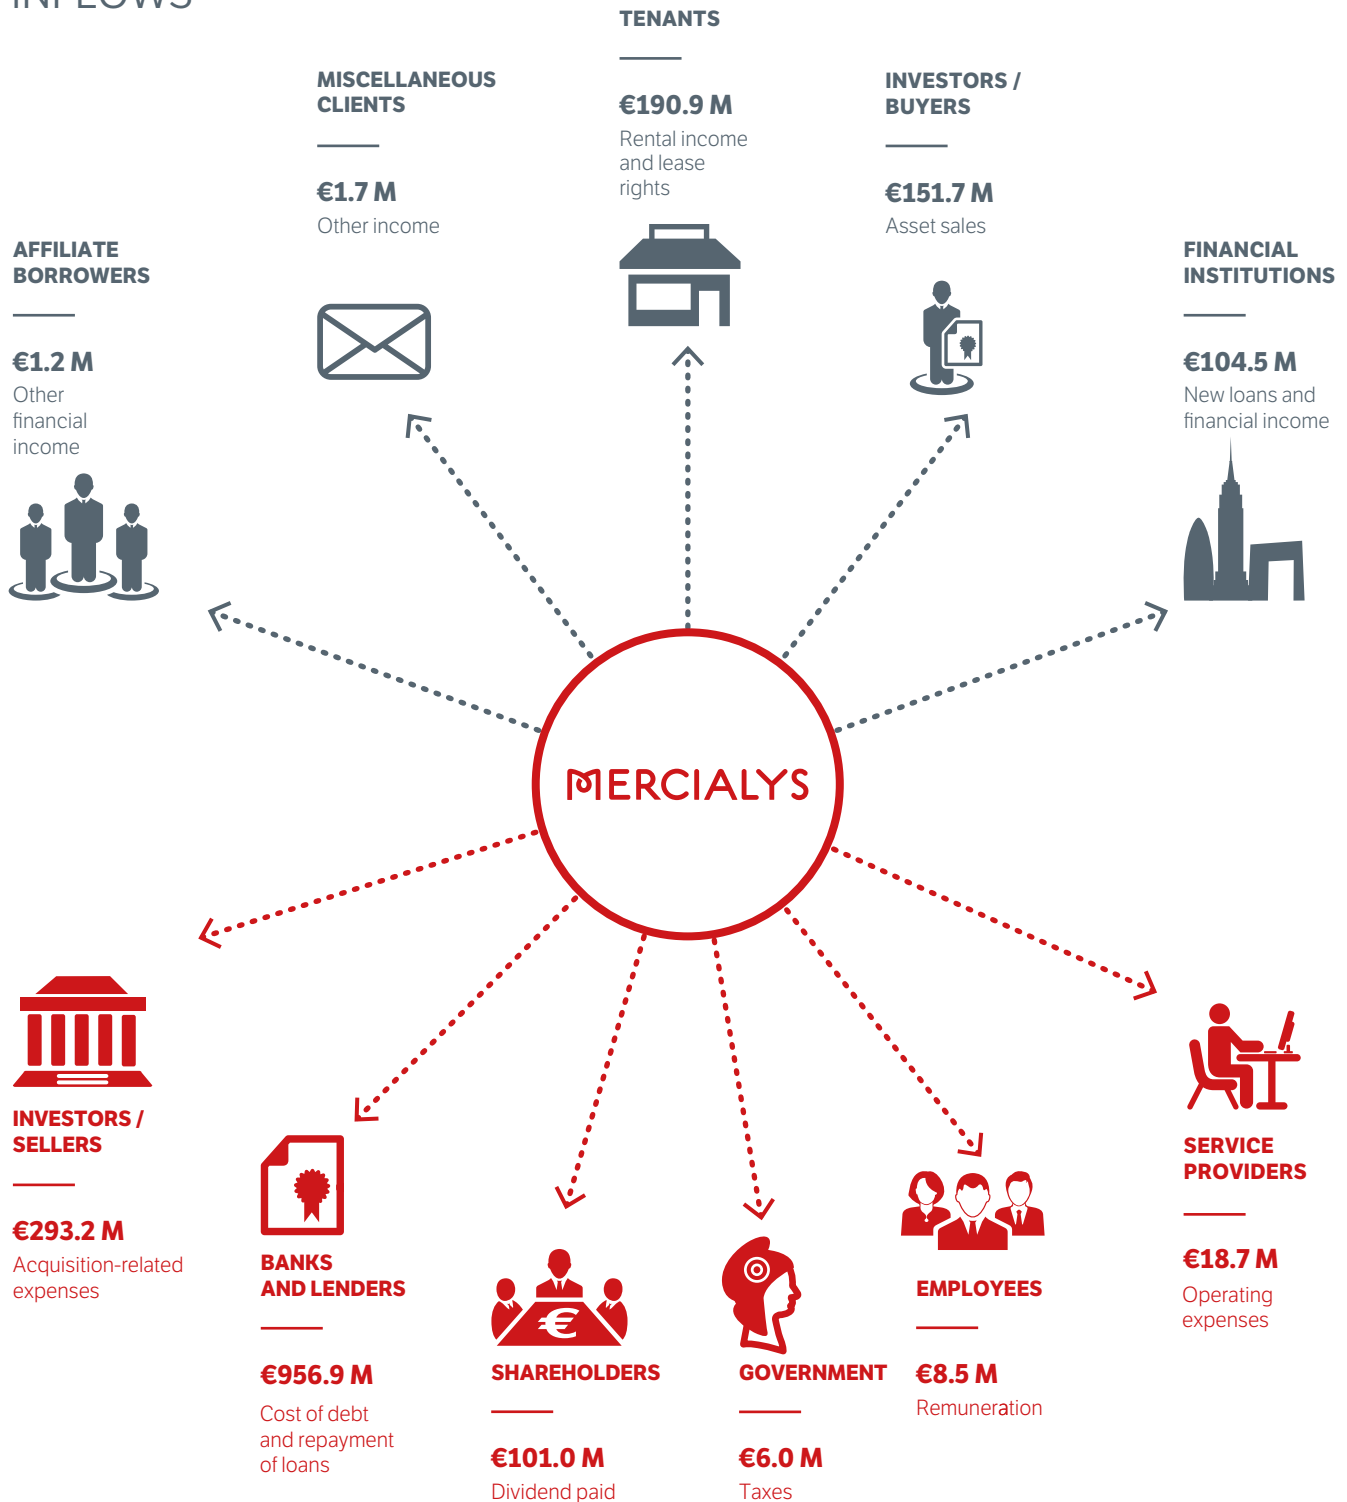 INFLOWS
TENANTS
€190.9 M
Rental income
and lease
rights
MISCELLANEOUS
CLIENTS
€1.7 M
Other income
INVESTORS /
BUYERS
€151.7 M
Asset sales
AFFILIATE
BORROWERS
€1.2 M
Other
financial
income
FINANCIAL
INSTITUTIONS
€104.5 M
New loans and
financial income
MERCIALYS
INVESTORS /
SELLERS
€293.2 M
Acquisition-related
expenses
BANKS
AND LENDERS
€956.9 M
Cost of debt
and repayment
of loans
€
SHAREHOLDERS
€101.0 M
Dividend paid
GOVERNMENT
€6.0 M
Taxes
EMPLOYEES
€8.5 M
Remuneration
SERVICE
PROVIDERS
€18.7 M
Operating
expenses